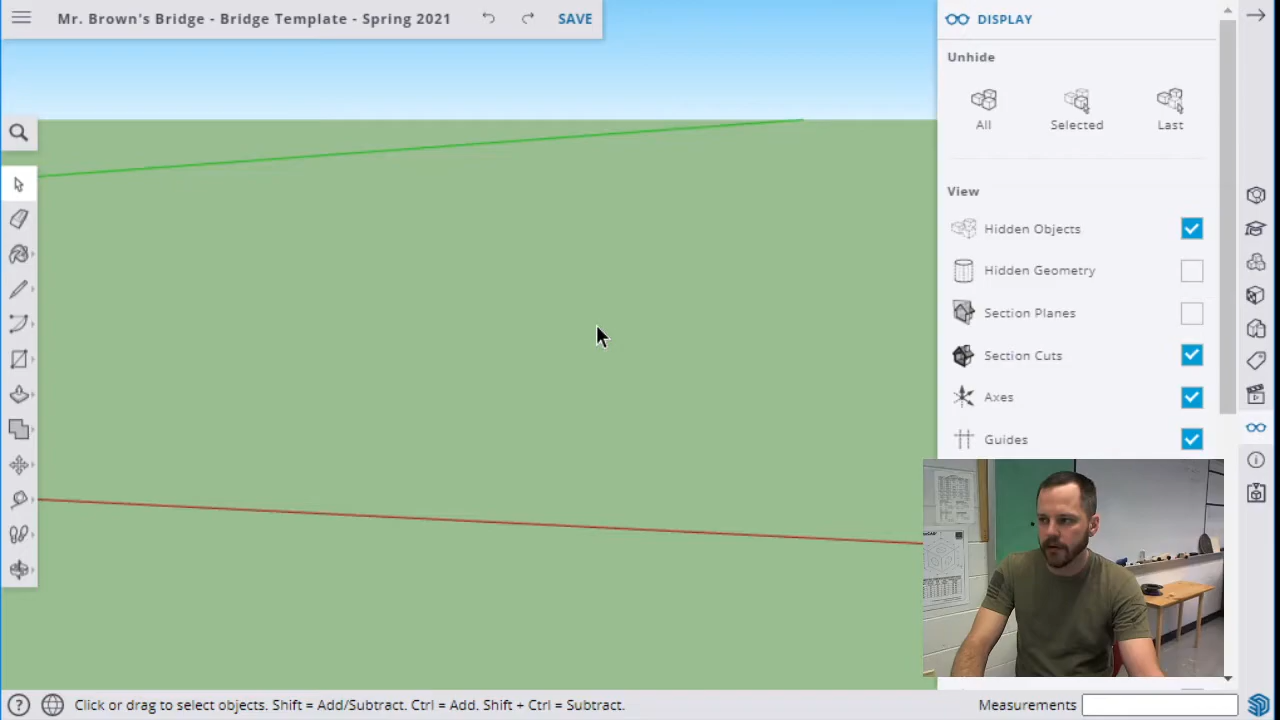 Mr. Brown's Bridge - Bridge Template - Spring 2021
SAVE
DISPLAY
Unhide
All
Selected
Last
View
Hidden Objects
Hidden Geometry
Section Planes
Section Cuts
Axes
Guides
Click or drag to select objects. Shift = Add/Subtract. Ctrl = Add. Shift + Ctrl = Subtract.
Measurements